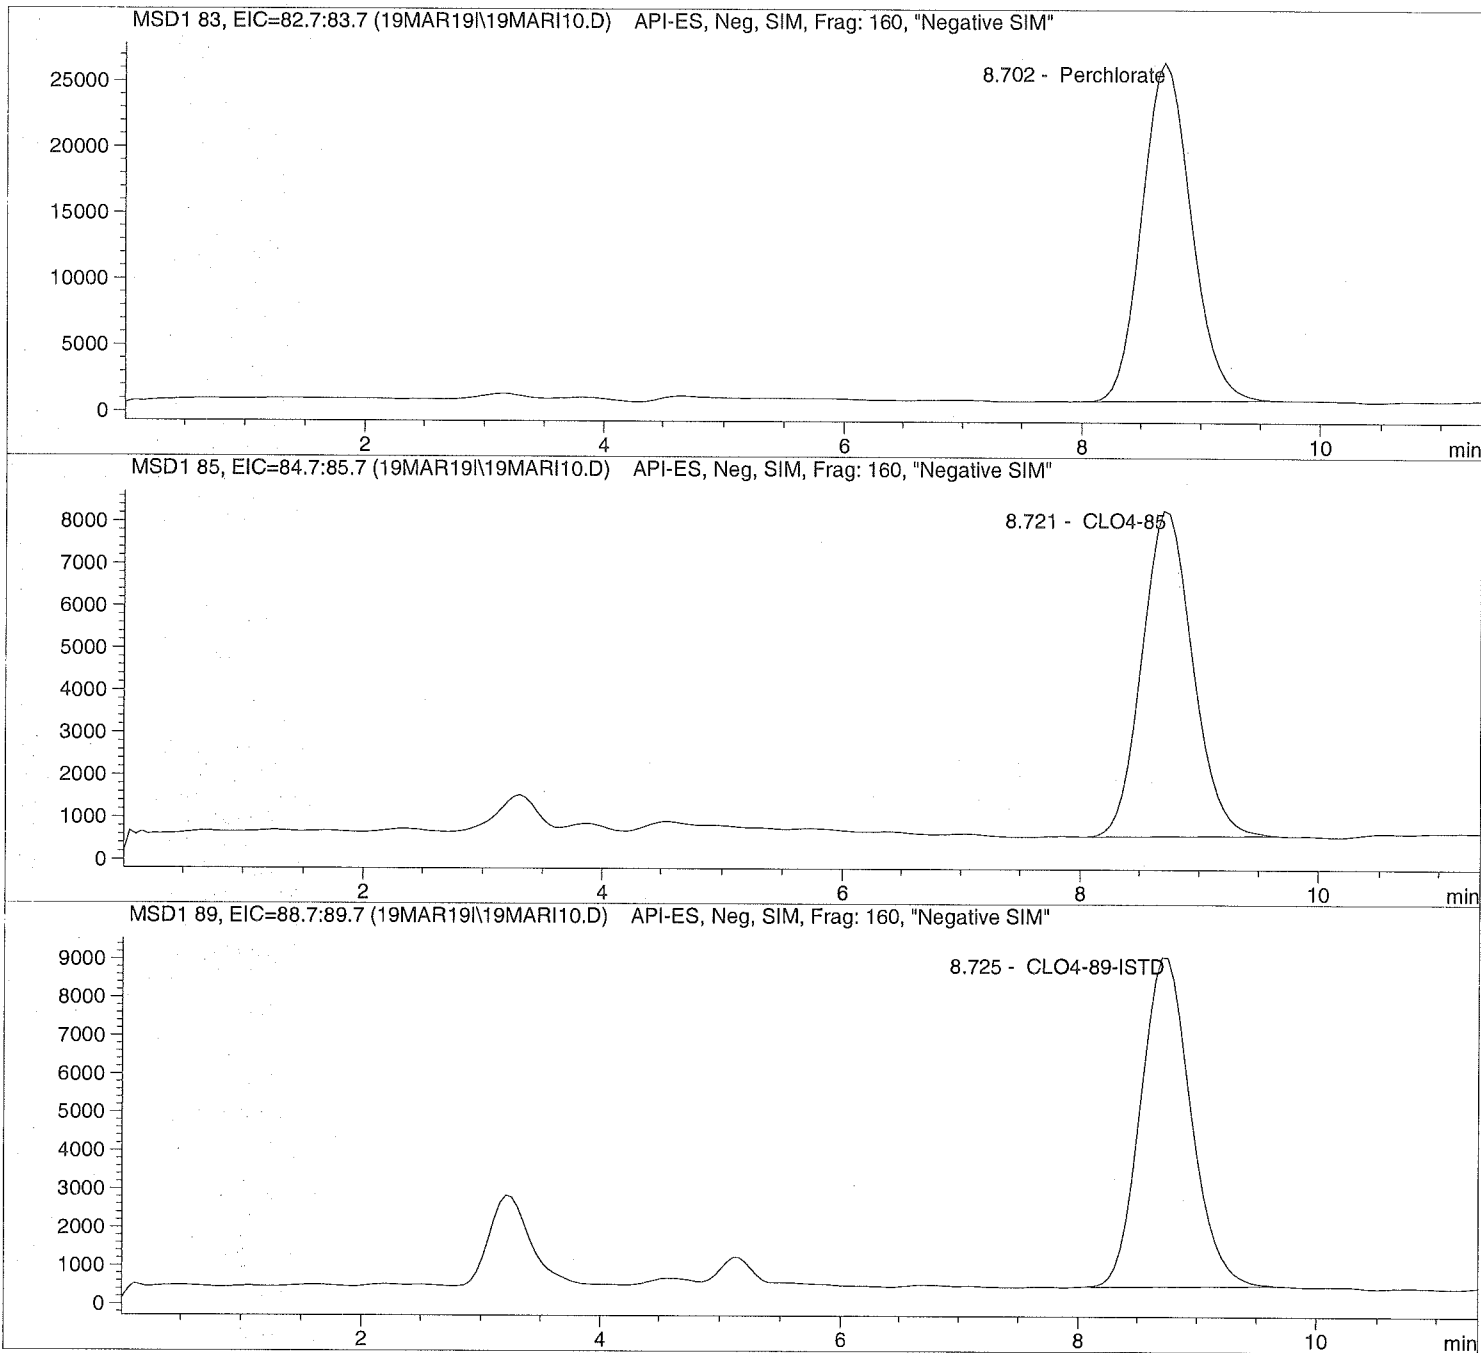 MSD1 83, EIC=82.7:83.7 (19MAR19I\19MARI10.D) API-ES, Neg, SIM, Frag: 160, "Negative SIM"
8.702 - Perchlorate
25000
20000
15000
10000
5000
0
2 4 6 8 10 min
MSD1 85, EIC=84.7:85.7 (19MAR19I\19MARI10.D) API-ES, Neg, SIM, Frag: 160, "Negative SIM"
8.721 - CLO4-85
8000
7000
6000
5000
4000
3000
2000
1000
0
2 4 6 8 10 min
MSD1 89, EIC=88.7:89.7 (19MAR19I\19MARI10.D) API-ES, Neg, SIM, Frag: 160, "Negative SIM"
8.725 - CLO4-89-ISTD
9000
8000
7000
6000
5000
4000
3000
2000
1000
0
2 4 6 8 10 min